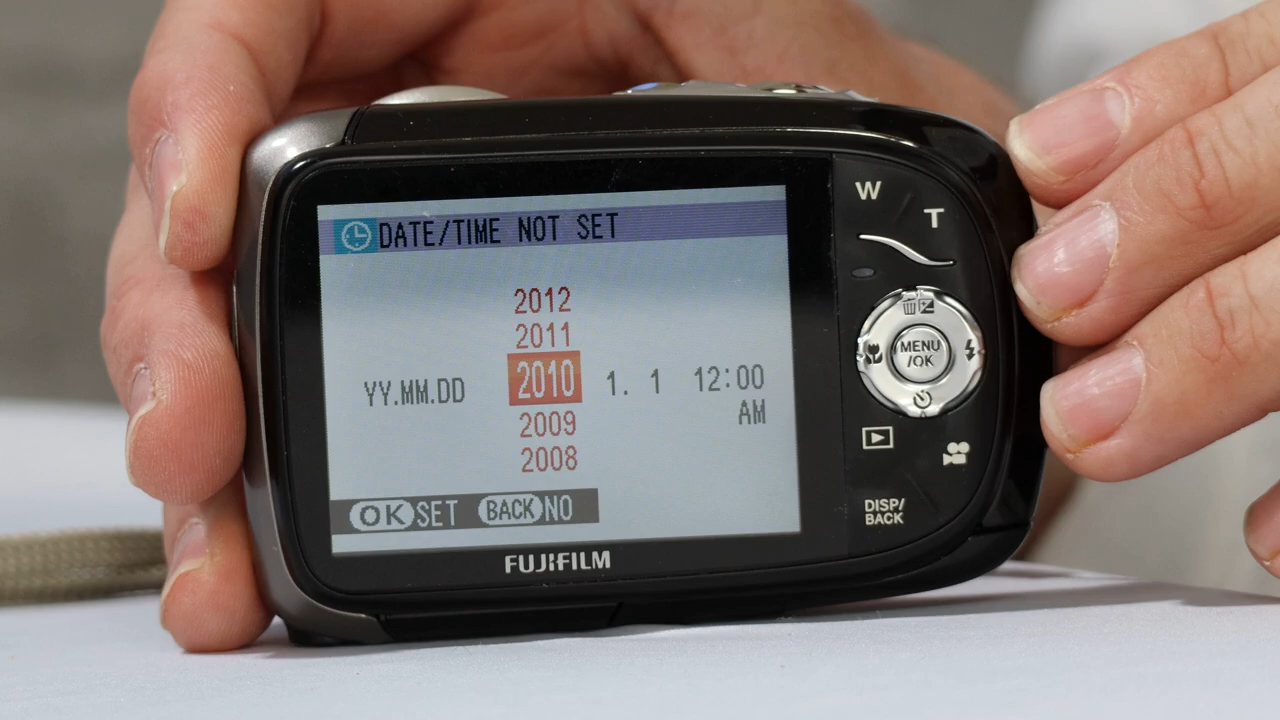 DATE/TIME NOT SET
2012
2011
YY.MM.DD 2010 1. 1 12:00
AM
2009
2008
OK SET BACK NO
FUJIFILM
W
T
MENU
/OK
DISP/
BACK